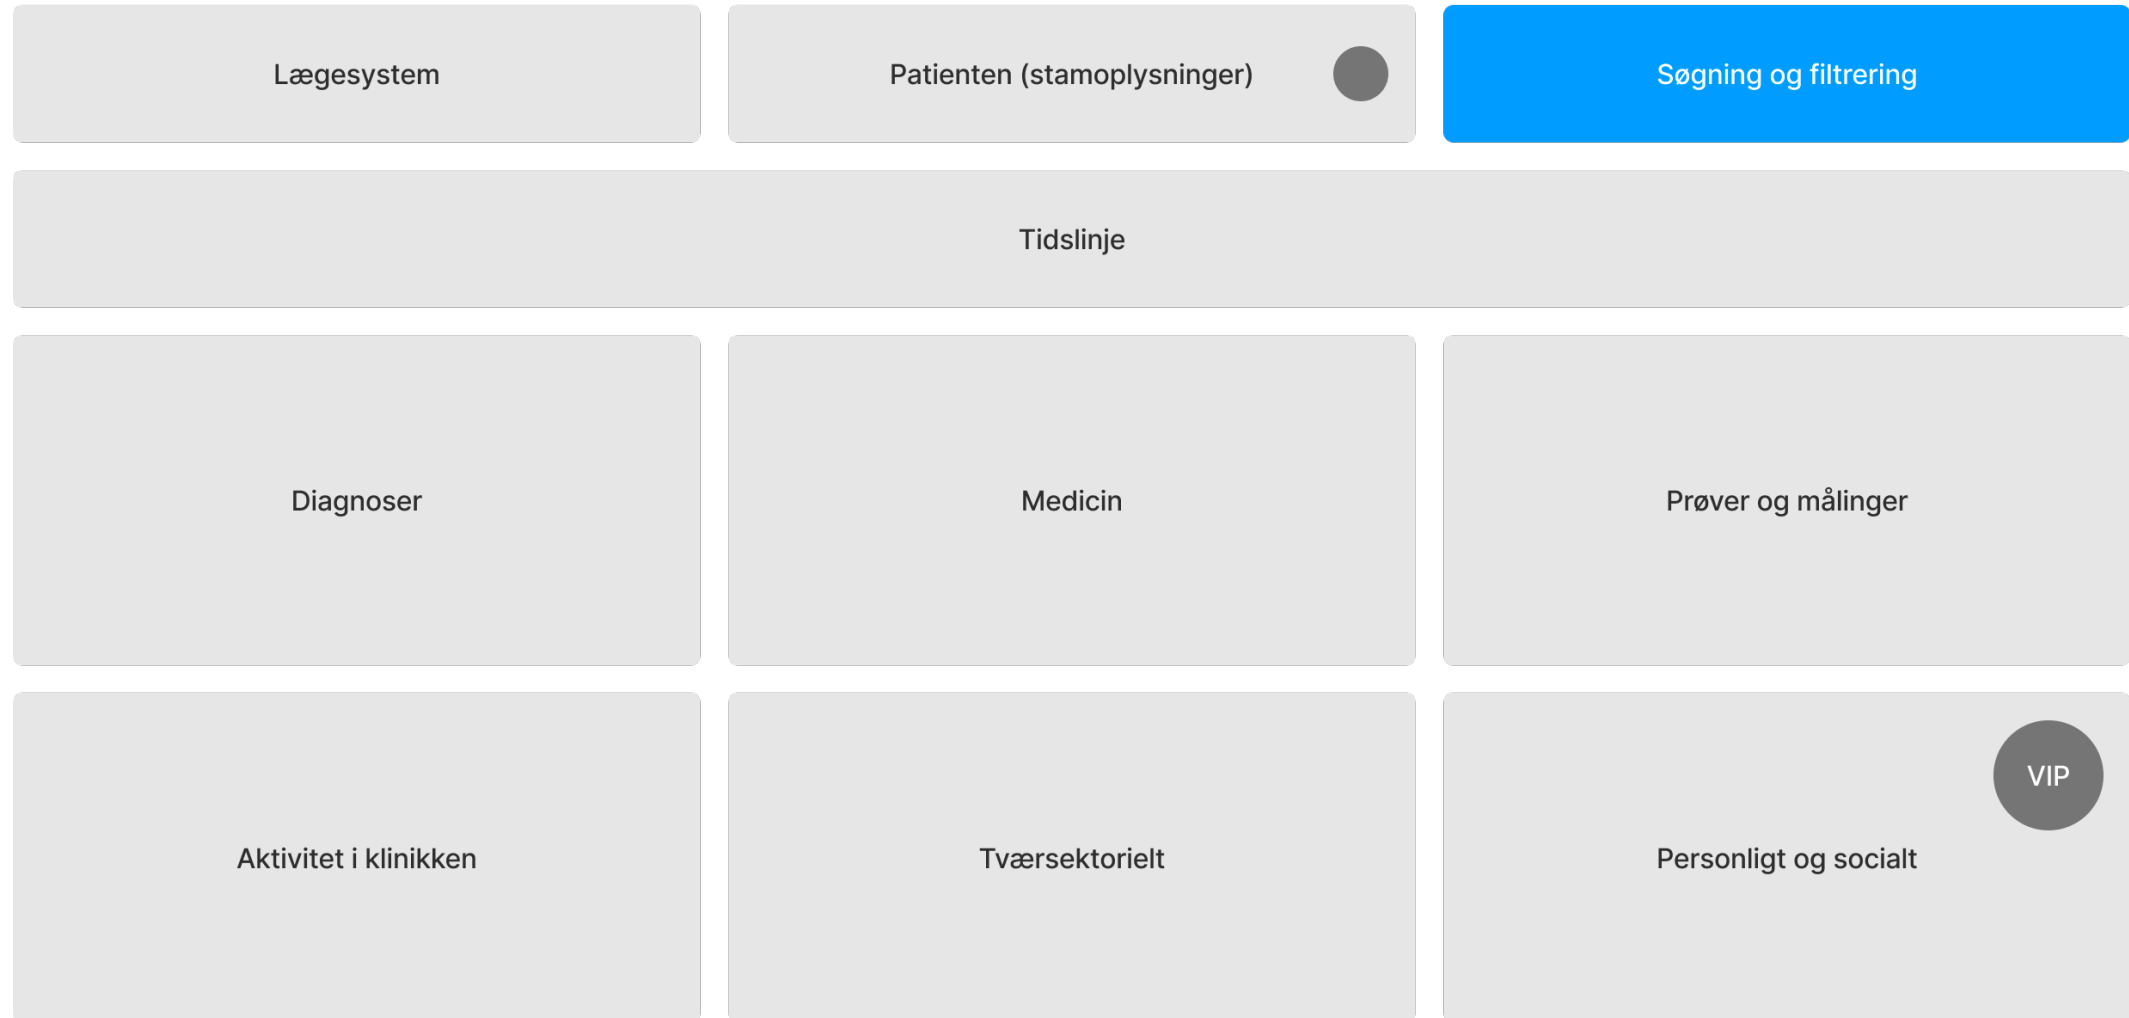 Lægesystem
Patienten (stamoplysninger)
Søgning og filtrering
Tidslinje
Diagnoser
Medicin
Prøver og målinger
Aktivitet i klinikken
Tværsektorielt
VIP
Personligt og socialt